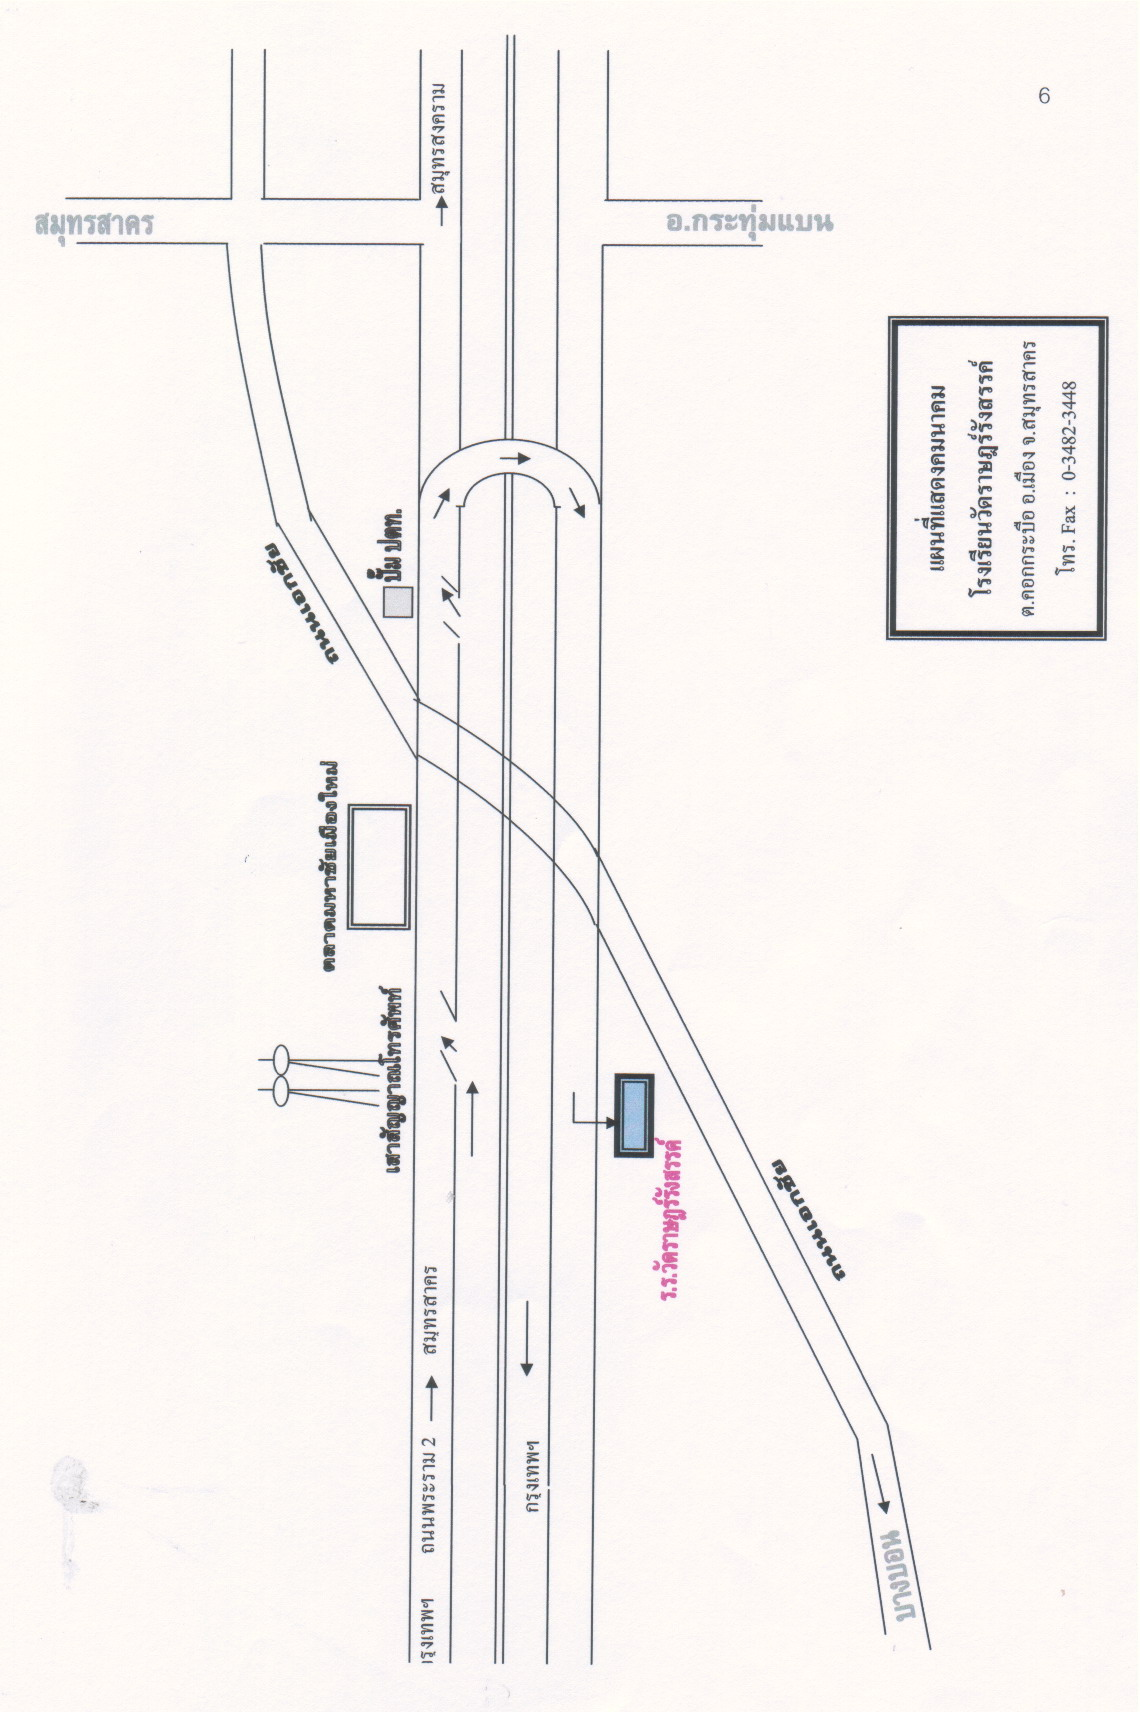 6
สมุทรสาคร
อ.กระทุ่มแบน
สมุทรสงคราม
ถนนเอกชัย
ปั๊ม ปตท.
ตลาดมหาชัยเมืองใหม่
เสาสัญญาณโทรศัพท์
ร.ร.วัดราษฎร์รังสรรค์
ถนนเอกชัย
กรุงเทพฯ ถนนพระราม 2 สมุทรสาคร
กรุงเทพฯ
บางบอน
แผนที่แสดงคมนาคม
โรงเรียนวัดราษฎร์รังสรรค์
ต.คอกกระบือ อ.เมือง จ.สมุทรสาคร
โทร. Fax : 0-3482-3448